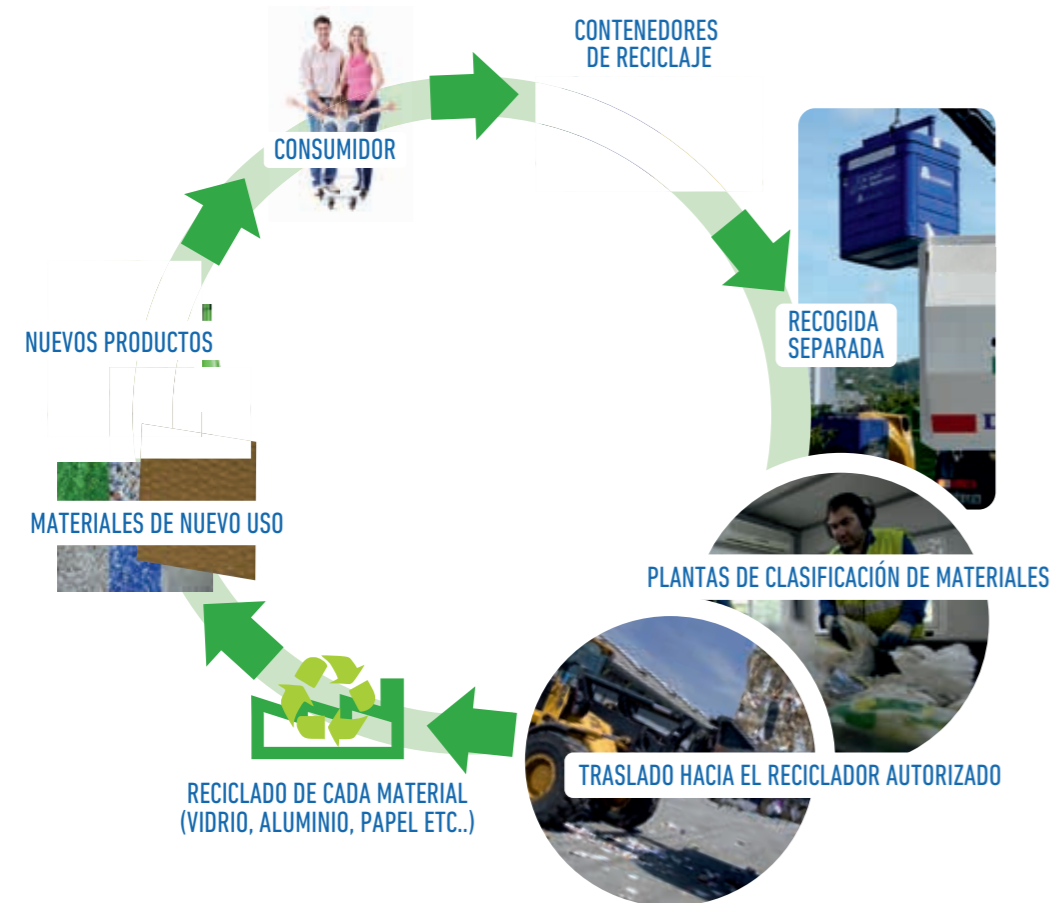 CONTENEDORES
DE RECICLAJE
CONSUMIDOR
RECOGIDA
SEPARADA
NUEVOS PRODUCTOS
MATERIALES DE NUEVO USO
PLANTAS DE CLASIFICACIÓN DE MATERIALES
TRASLADO HACIA EL RECICLADOR AUTORIZADO
RECICLADO DE CADA MATERIAL
(VIDRIO, ALUMINIO, PAPEL ETC..)